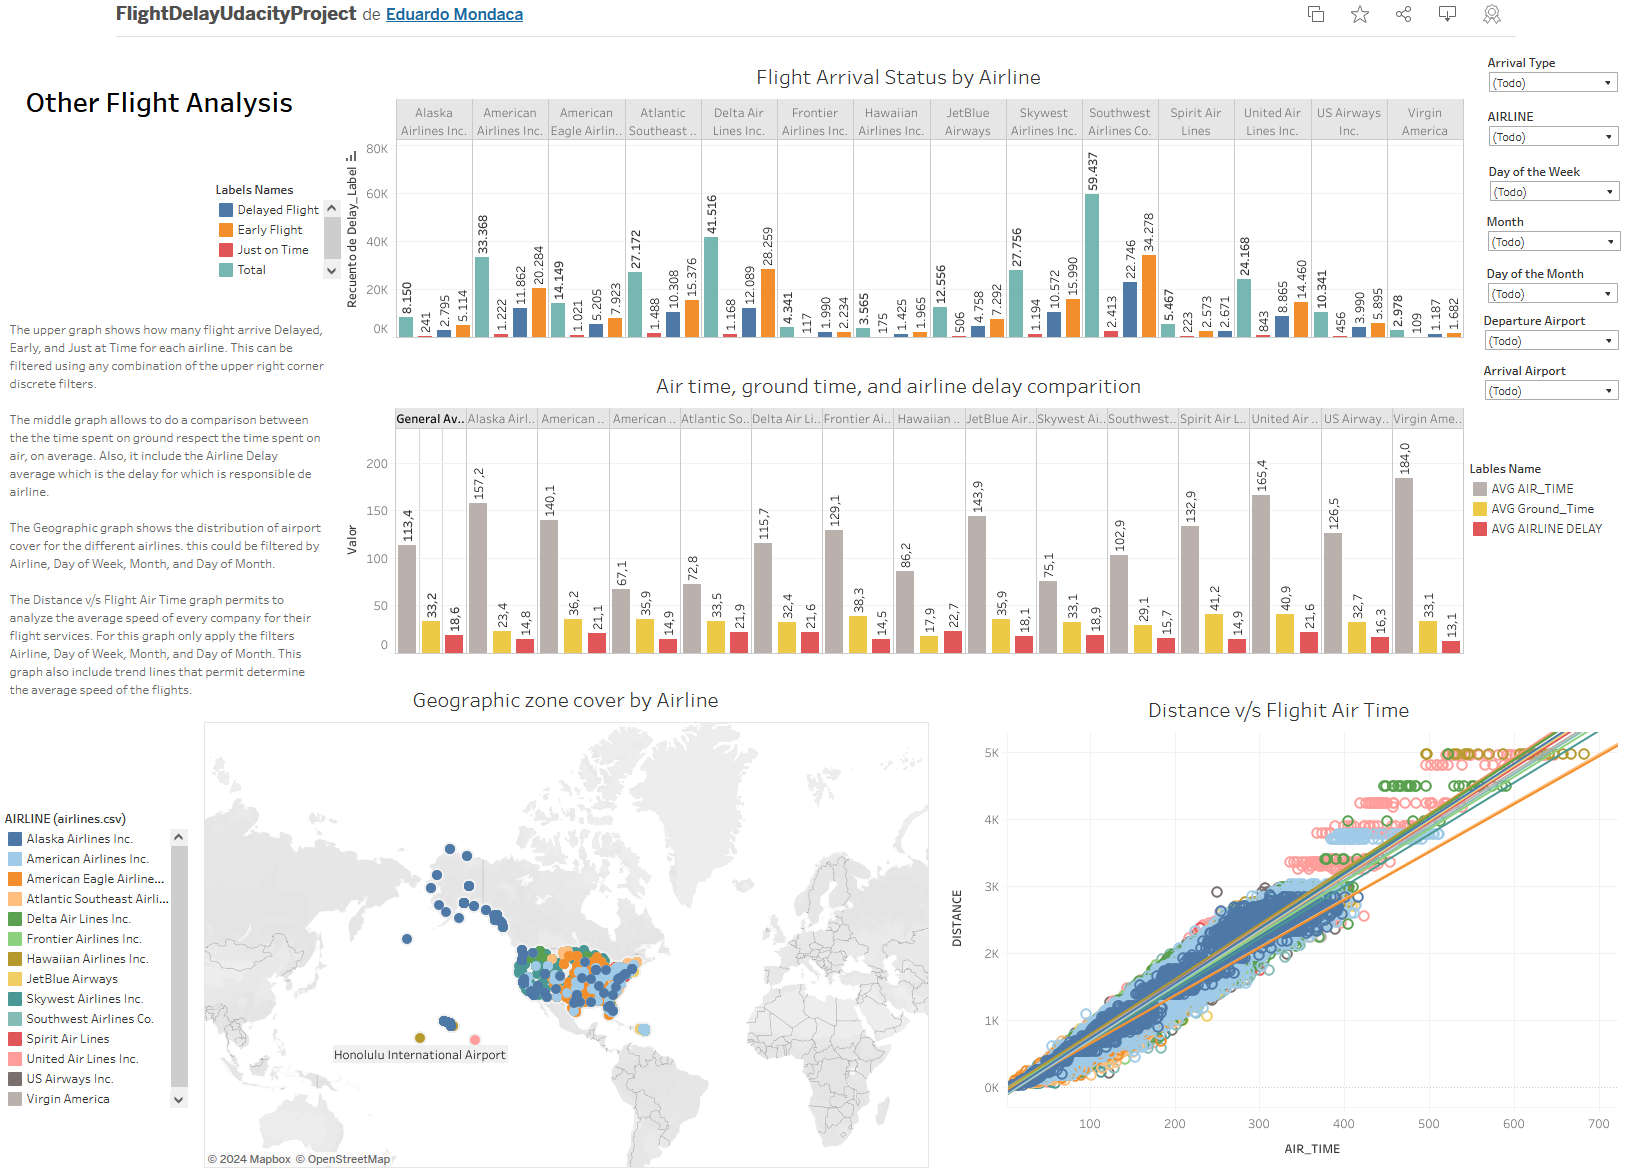 FlightDelayUdacityProject de Eduardo Mondaca
Other Flight Analysis
Flight Arrival Status by Airline
Alaska Airlines Inc.
American Airlines Inc.
American Eagle Airlin..
Atlantic Southeast ..
Delta Air Lines Inc.
Frontier Airlines Inc.
Hawaiian Airlines Inc.
JetBlue Airways
Skywest Airlines Inc.
Southwest Airlines Co.
Spirit Air Lines
United Air Lines Inc.
US Airways Inc.
Virgin America
Recuento de Delay_Label
80K
60K
40K
20K
0K
8.150 241 2.795 5.114
33.368 1.222 11.862 20.284
14.149 1.021 5.205 7.923
27.172 1.488 10.308 15.376
41.516 1.168 12.089 28.259
4.341 117 1.990 2.234
3.565 175 1.425 1.965
12.556 506 4.758 7.292
27.756 1.194 10.572 15.990
59.437 2.413 22.746 34.278
5.467 223 2.573 2.671
24.168 843 8.865 14.460
10.341 456 3.990 5.895
2.978 109 1.187 1.682
Labels Names
Delayed Flight
Early Flight
Just on Time
Total
Arrival Type
(Todo)
AIRLINE
(Todo)
Day of the Week
(Todo)
Month
(Todo)
Day of the Month
(Todo)
Departure Airport
(Todo)
Arrival Airport
(Todo)
The upper graph shows how many flight arrive Delayed,
Early, and Just at Time for each airline. This can be
filtered using any combination of the upper right corner
discrete filters.
The middle graph allows to do a comparison between
the the time spent on ground respect the time spent on
air, on average. Also, it include the Airline Delay
average which is the delay for which is responsible de
airline.
The Geographic graph shows the distribution of airport
cover for the different airlines. this could be filtered by
Airline, Day of Week, Month, and Day of Month.
The Distance v/s Flight Air Time graph permits to
analyze the average speed of every company for their
flight services. For this graph only apply the filters
Airline, Day of Week, Month, and Day of Month. This
graph also include trend lines that permit determine
the average speed of the flights.
Air time, ground time, and airline delay comparition
General Av.. Alaska Airl.. American .. American .. Atlantic So.. Delta Air Li.. Frontier Ai.. Hawaiian .. JetBlue Air.. Skywest Ai.. Southwest.. Spirit Air L.. United Air .. US Airway.. Virgin Ame..
Valor
200
150
100
50
0
113,4 33,2 18,6
157,2 23,4 14,8
140,1 36,2 21,1
67,1 35,9 14,9
72,8 33,5 21,9
115,7 32,4 21,6
129,1 38,3 14,5
86,2 17,9 22,7
143,9 35,9 18,1
75,1 33,1 18,9
102,9 29,1 15,7
132,9 41,2 14,9
165,4 40,9 21,6
126,5 32,7 16,3
184,0 33,1 13,1
Lables Name
AVG AIR_TIME
AVG Ground_Time
AVG AIRLINE DELAY
Geographic zone cover by Airline
Honolulu International Airport
© 2024 Mapbox © OpenStreetMap
AIRLINE (airlines.csv)
Alaska Airlines Inc.
American Airlines Inc.
American Eagle Airline...
Atlantic Southeast Airli...
Delta Air Lines Inc.
Frontier Airlines Inc.
Hawaiian Airlines Inc.
JetBlue Airways
Skywest Airlines Inc.
Southwest Airlines Co.
Spirit Air Lines
United Air Lines Inc.
US Airways Inc.
Virgin America
Distance v/s Flighit Air Time
DISTANCE
5K
4K
3K
2K
1K
0K
100 200 300 400 500 600 700
AIR_TIME